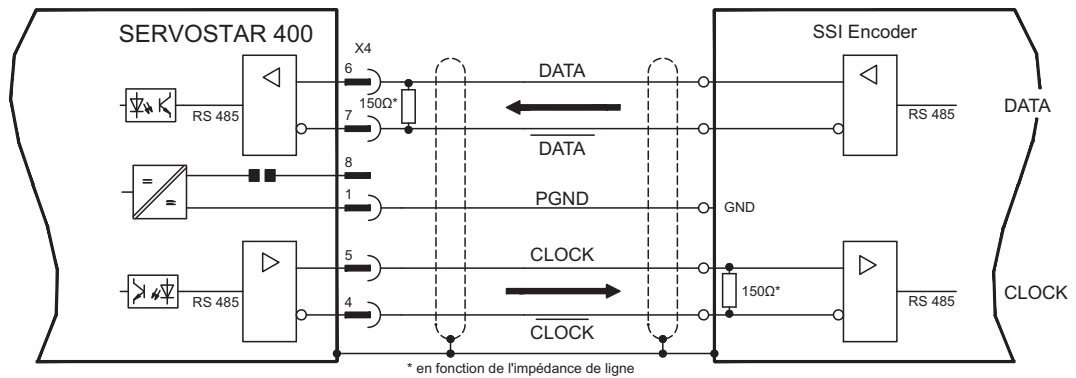 SERVOSTAR 400
X4
SSI Encoder
6
DATA
150Ω*
RS 485
RS 485
DATA
7
DATA
8
1
PGND
GND
5
CLOCK
RS 485
150Ω*
RS 485
CLOCK
4
CLOCK
* en fonction de l'impédance de ligne